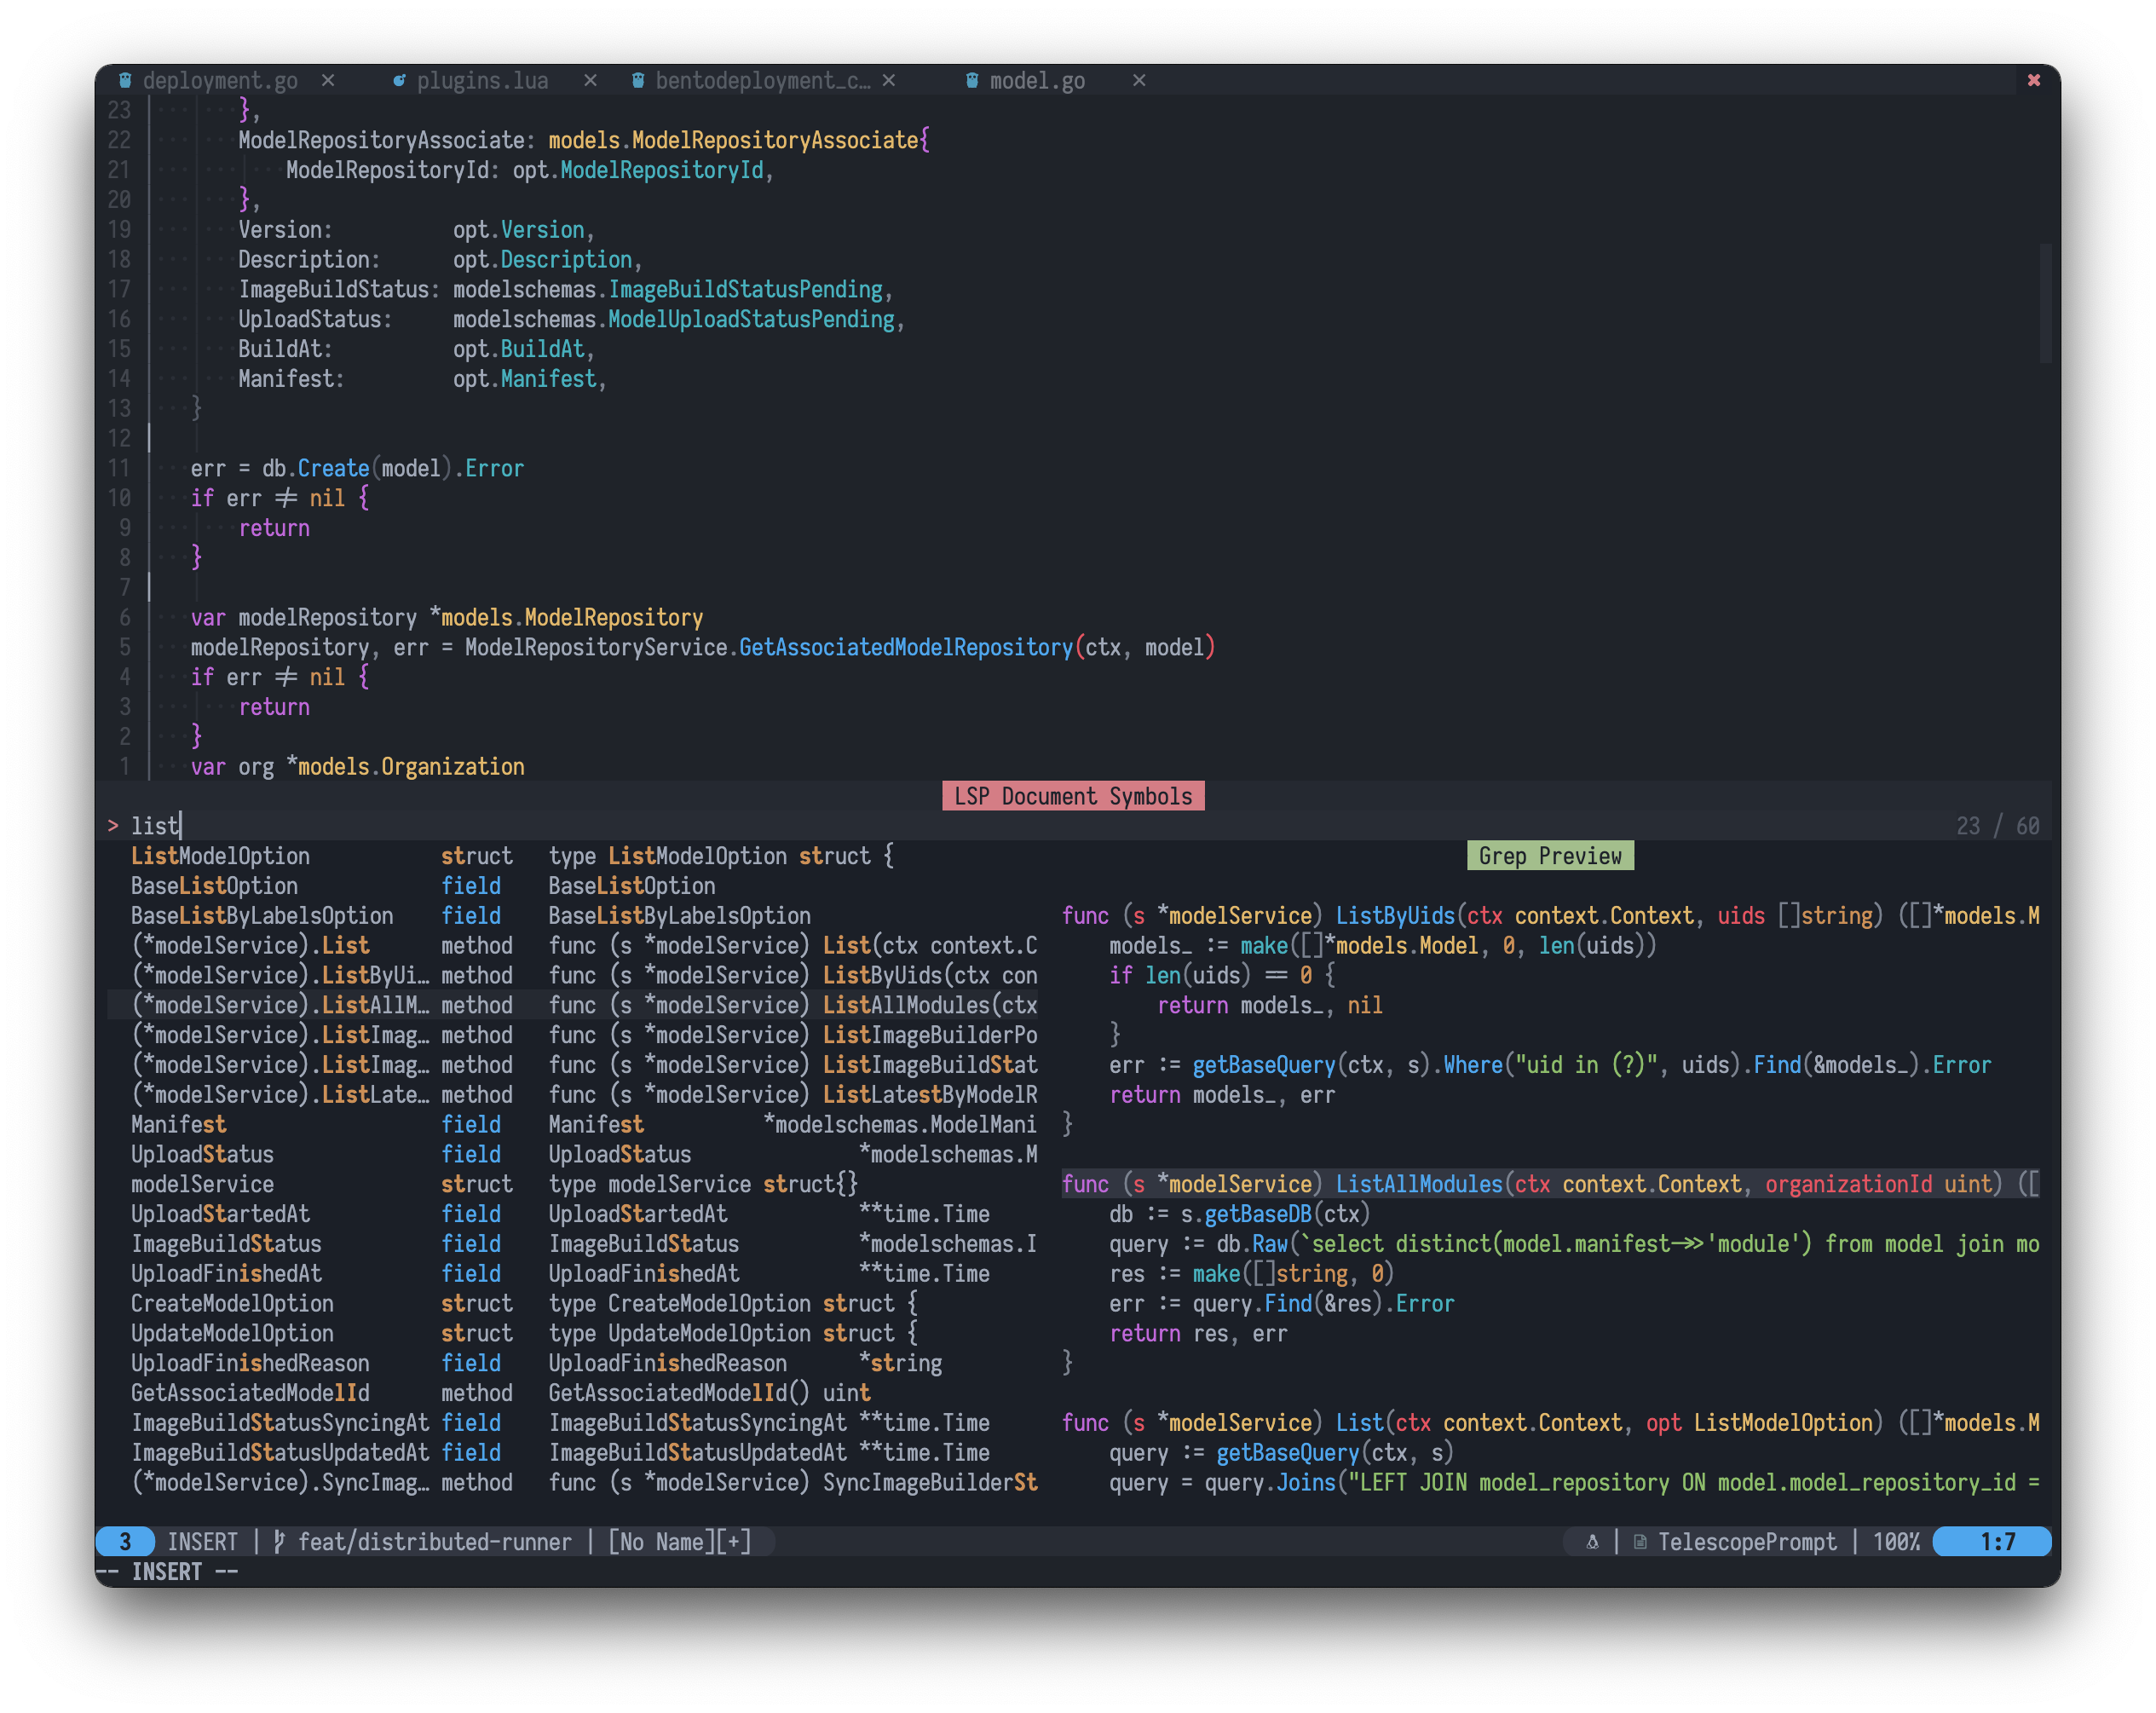 deployment.go × plugins.lua × bentodeployment_c… × model.go × ✖
23 },
22 ModelRepositoryAssociate: models.ModelRepositoryAssociate{
21 ModelRepositoryId: opt.ModelRepositoryId,
20 },
19 Version: opt.Version,
18 Description: opt.Description,
17 ImageBuildStatus: modelschemas.ImageBuildStatusPending,
16 UploadStatus: modelschemas.ModelUploadStatusPending,
15 BuildAt: opt.BuildAt,
14 Manifest: opt.Manifest,
13 }
12
11 err = db.Create(model).Error
10 if err != nil {
9 return
8 }
7
6 var modelRepository *models.ModelRepository
5 modelRepository, err = ModelRepositoryService.GetAssociatedModelRepository(ctx, model)
4 if err != nil {
3 return
2 }
1 var org *models.Organization
LSP Document Symbols
> list 23 / 60
ListModelOption struct type ListModelOption struct {
BaseListOption field BaseListOption
BaseListByLabelsOption field BaseListByLabelsOption
(*modelService).List method func (s *modelService) List(ctx context.C
(*modelService).ListByUi… method func (s *modelService) ListByUids(ctx con
(*modelService).ListAllM… method func (s *modelService) ListAllModules(ctx
(*modelService).ListImag… method func (s *modelService) ListImageBuilderPo
(*modelService).ListImag… method func (s *modelService) ListImageBuildStat
(*modelService).ListLate… method func (s *modelService) ListLatestByModelR
Manifest field Manifest *modelschemas.ModelMani
UploadStatus field UploadStatus *modelschemas.M
modelService struct type modelService struct{}
UploadStartedAt field UploadStartedAt **time.Time
ImageBuildStatus field ImageBuildStatus *modelschemas.I
UploadFinishedAt field UploadFinishedAt **time.Time
CreateModelOption struct type CreateModelOption struct {
UpdateModelOption struct type UpdateModelOption struct {
UploadFinishedReason field UploadFinishedReason *string
GetAssociatedModelId method GetAssociatedModelId() uint
ImageBuildStatusSyncingAt field ImageBuildStatusSyncingAt **time.Time
ImageBuildStatusUpdatedAt field ImageBuildStatusUpdatedAt **time.Time
(*modelService).SyncImag… method func (s *modelService) SyncImageBuilderSt
Grep Preview
func (s *modelService) ListByUids(ctx context.Context, uids []string) ([]*models.M
models_ := make([]*models.Model, 0, len(uids))
if len(uids) == 0 {
return models_, nil
}
err := getBaseQuery(ctx, s).Where("uid in (?)", uids).Find(&models_).Error
return models_, err
}
func (s *modelService) ListAllModules(ctx context.Context, organizationId uint) ([
db := s.getBaseDB(ctx)
query := db.Raw(`select distinct(model.manifest->>'module') from model join mo
res := make([]string, 0)
err := query.Find(&res).Error
return res, err
}
func (s *modelService) List(ctx context.Context, opt ListModelOption) ([]*models.M
query := getBaseQuery(ctx, s)
query = query.Joins("LEFT JOIN model_repository ON model.model_repository_id =
3 INSERT | feat/distributed-runner | [No Name][+] | TelescopePrompt | 100% 1:7
-- INSERT --